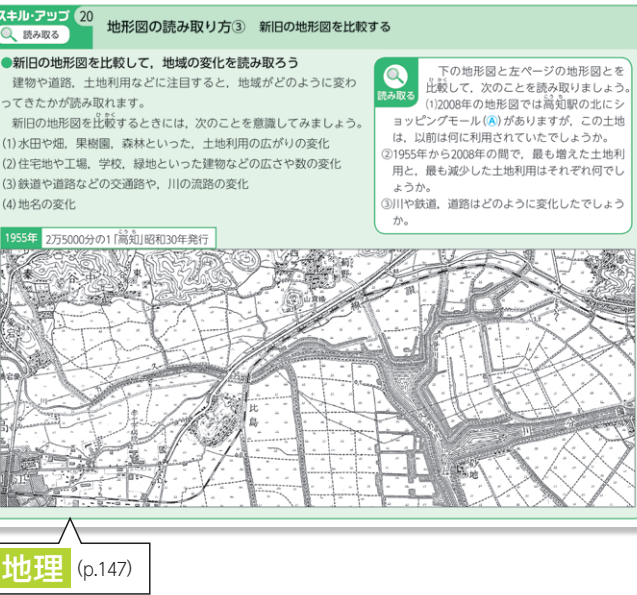 スキル・アップ 20
読み取る
地形図の読み取り方③ 新旧の地形図を比較する
●新旧の地形図を比較して，地域の変化を読み取ろう
建物や道路，土地利用などに注目すると，地域がどのように変わ
ってきたかが読み取れます。
新旧の地形図を比較するときには，次のことを意識してみましょう。
(1)水田や畑，果樹園，森林といった，土地利用の広がりの変化
(2)住宅地や工場，学校，緑地といった建物などの広さや数の変化
(3)鉄道や道路などの交通路や，川の流路の変化
(4)地名の変化
読み取る
下の地形図と左ページの地形図とを
比較して，次のことを読み取りましょう。
(1)2008年の地形図では高知駅の北にシ
ョッピングモール(A)がありますが，この土地
は，以前は何に利用されていたでしょうか。
②1955年から2008年の間で，最も増えた土地利
用と，最も減少した土地利用はそれぞれ何でし
ょうか。
③川や鉄道，道路はどのように変化したでしょう
か。
1955年 2万5000分の1「高知」昭和30年発行
比島
地理 (p.147)